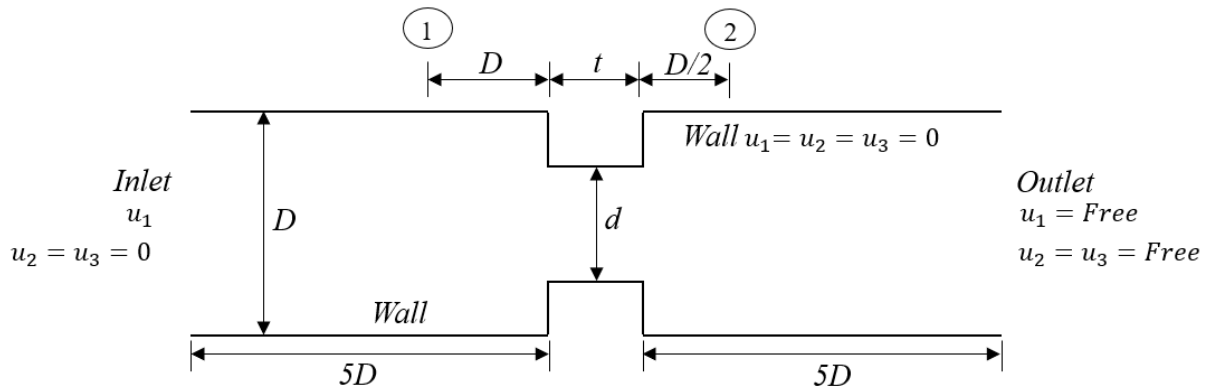 1
2
D
t
D/2
Wall u₁= u₂ = u₃ = 0
Inlet
u₁
u₂ = u₃ = 0
D
d
Outlet
u₁ = Free
u₂ = u₃ = Free
Wall
5D
5D